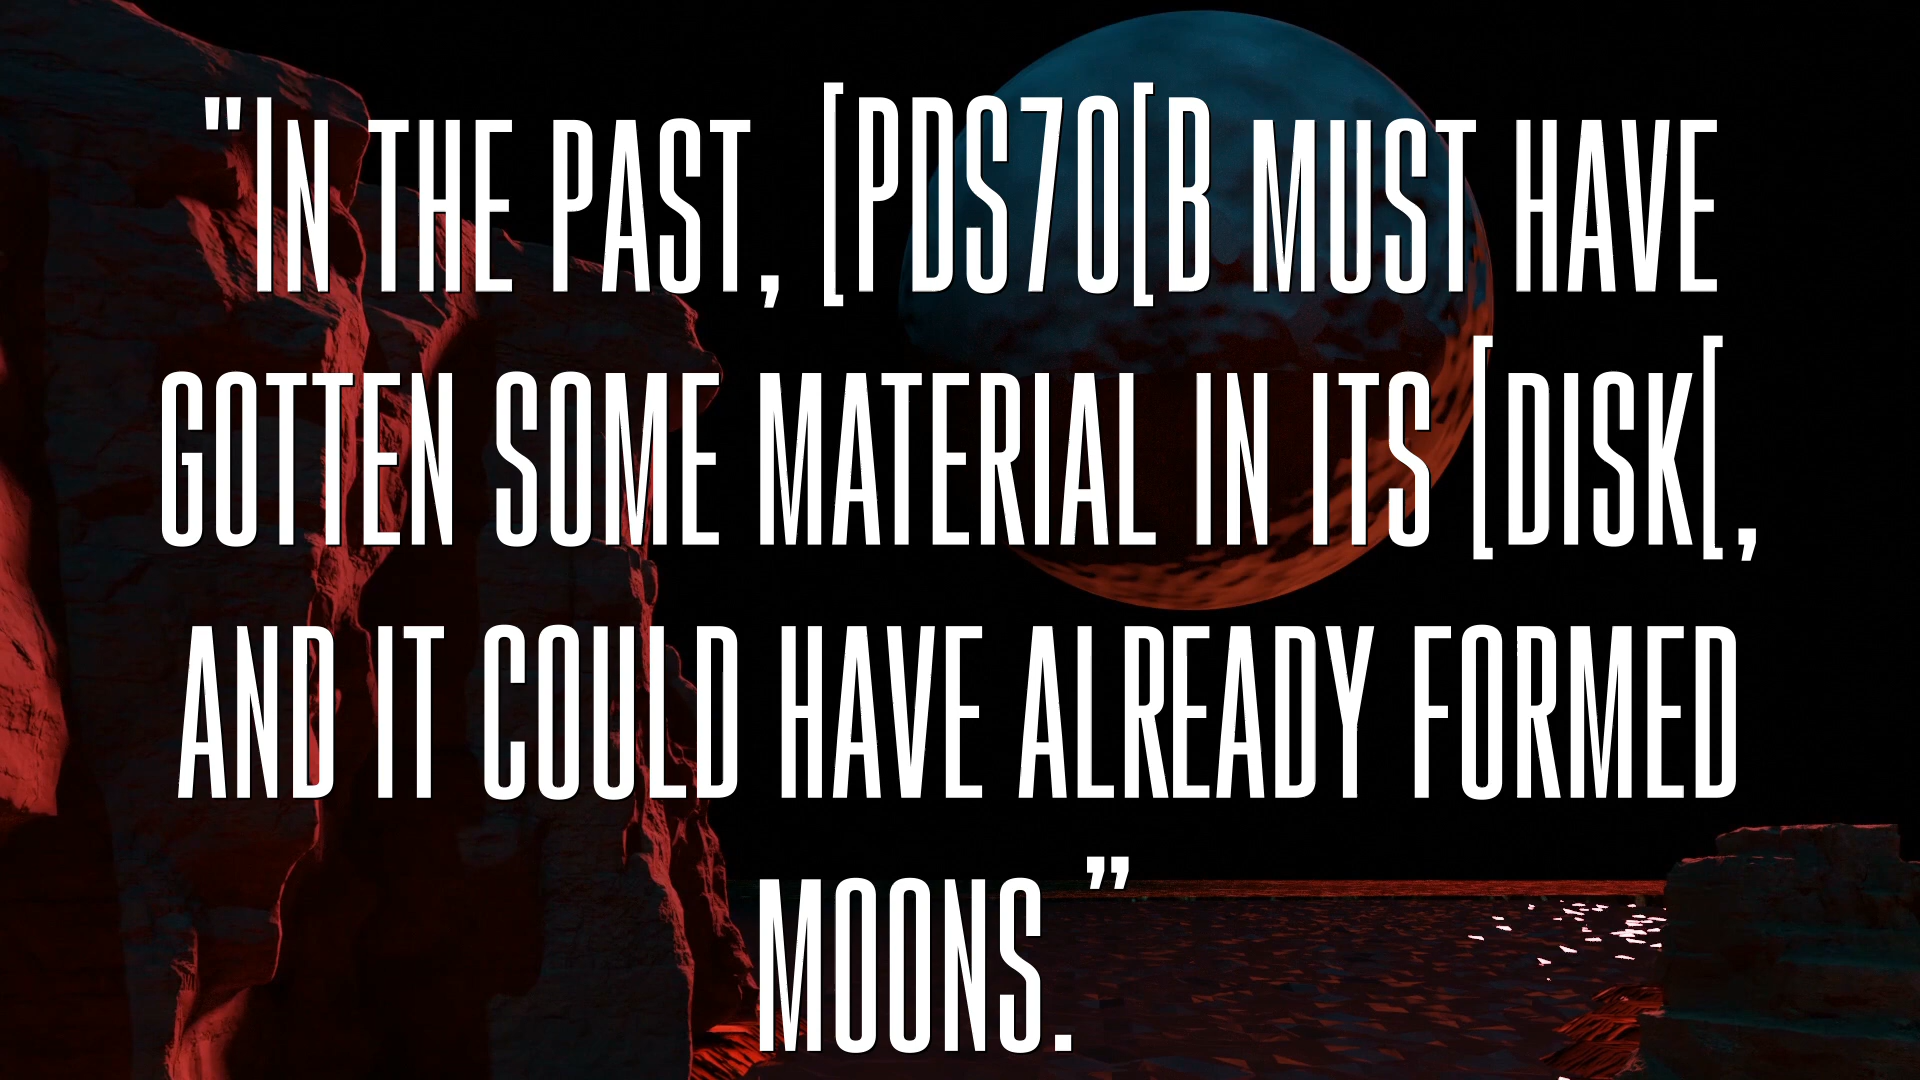 "In the past, [PDS70[b must have
gotten some material in its [disk[,
and it could have already formed
moons.”